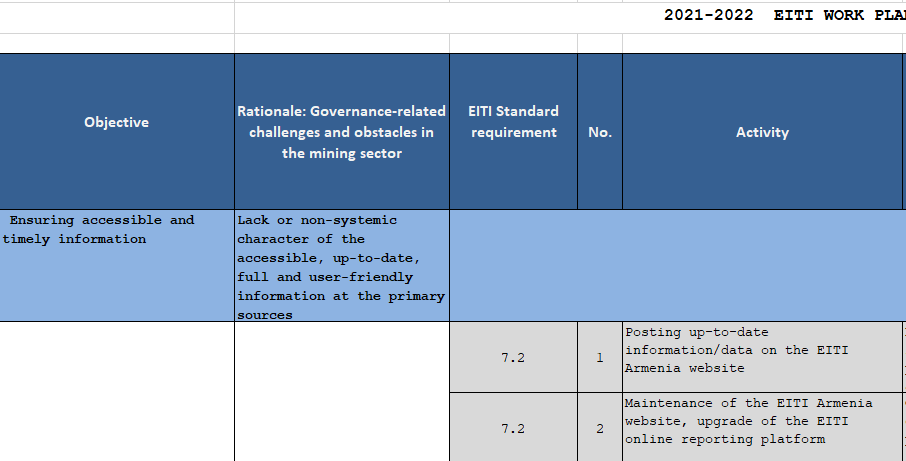 2021-2022 EITI WORK
Objective
Rationale: Governance-related
challenges and obstacles in
the mining sector
EITI Standard
requirement
No.
Activity
Ensuring accessible and
timely information
Lack or non-systemic
character of the
accessible, up-to-date,
full and user-friendly
information at the primary
sources
7.2
1
Posting up-to-date
information/data on the EITI
Armenia website
7.2
2
Maintenance of the EITI Armenia
website, upgrade of the EITI
online reporting platform